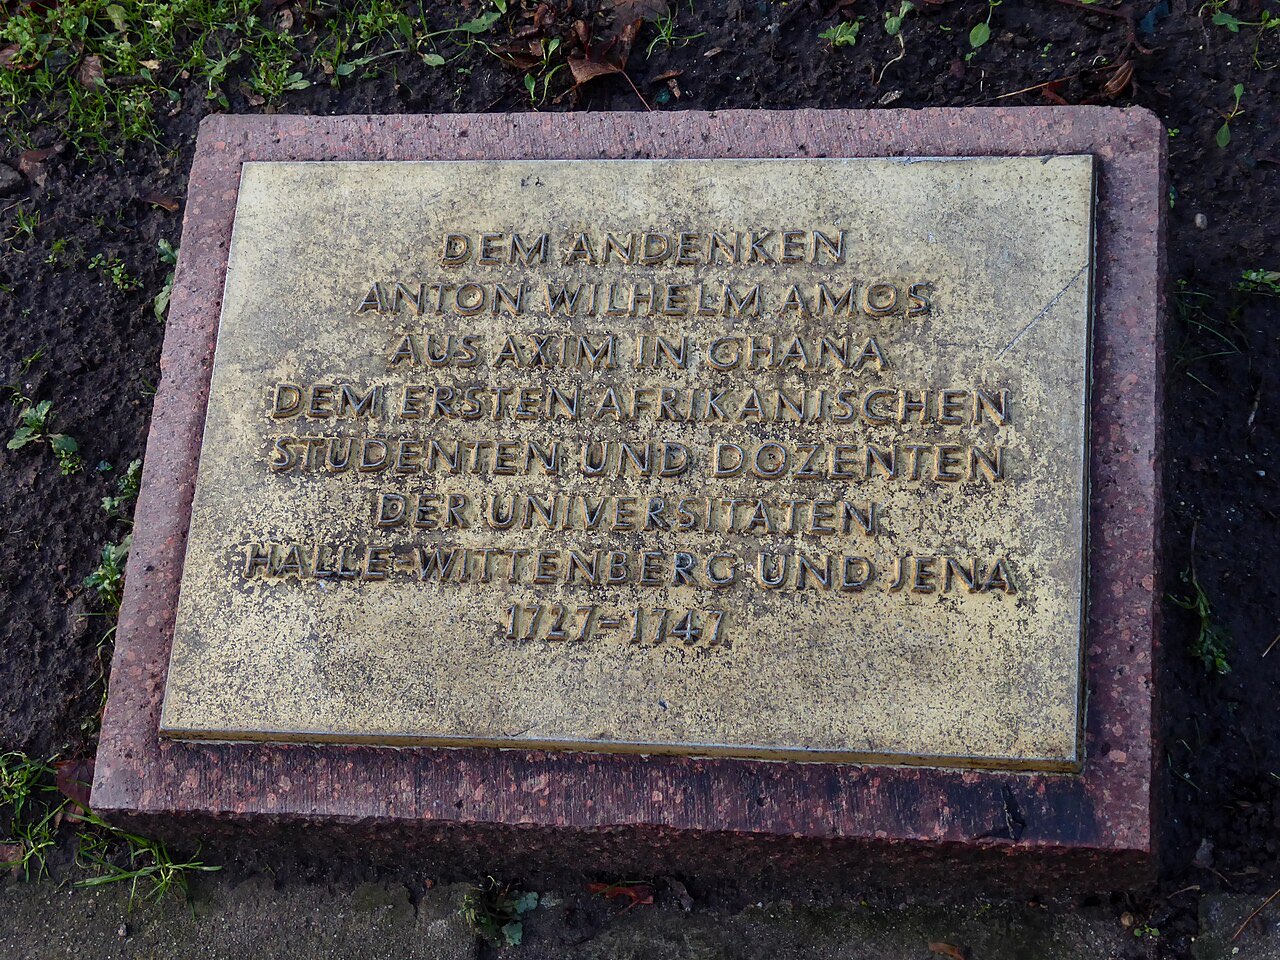 DEM ANDENKEN
ANTON WILHELM AMOS
AUS AXIM IN GHANA
DEM ERSTEN AFRIKANISCHEN
STUDENTEN UND DOZENTEN
DER UNIVERSITÄTEN
HALLE-WITTENBERG UND JENA
1727-1747